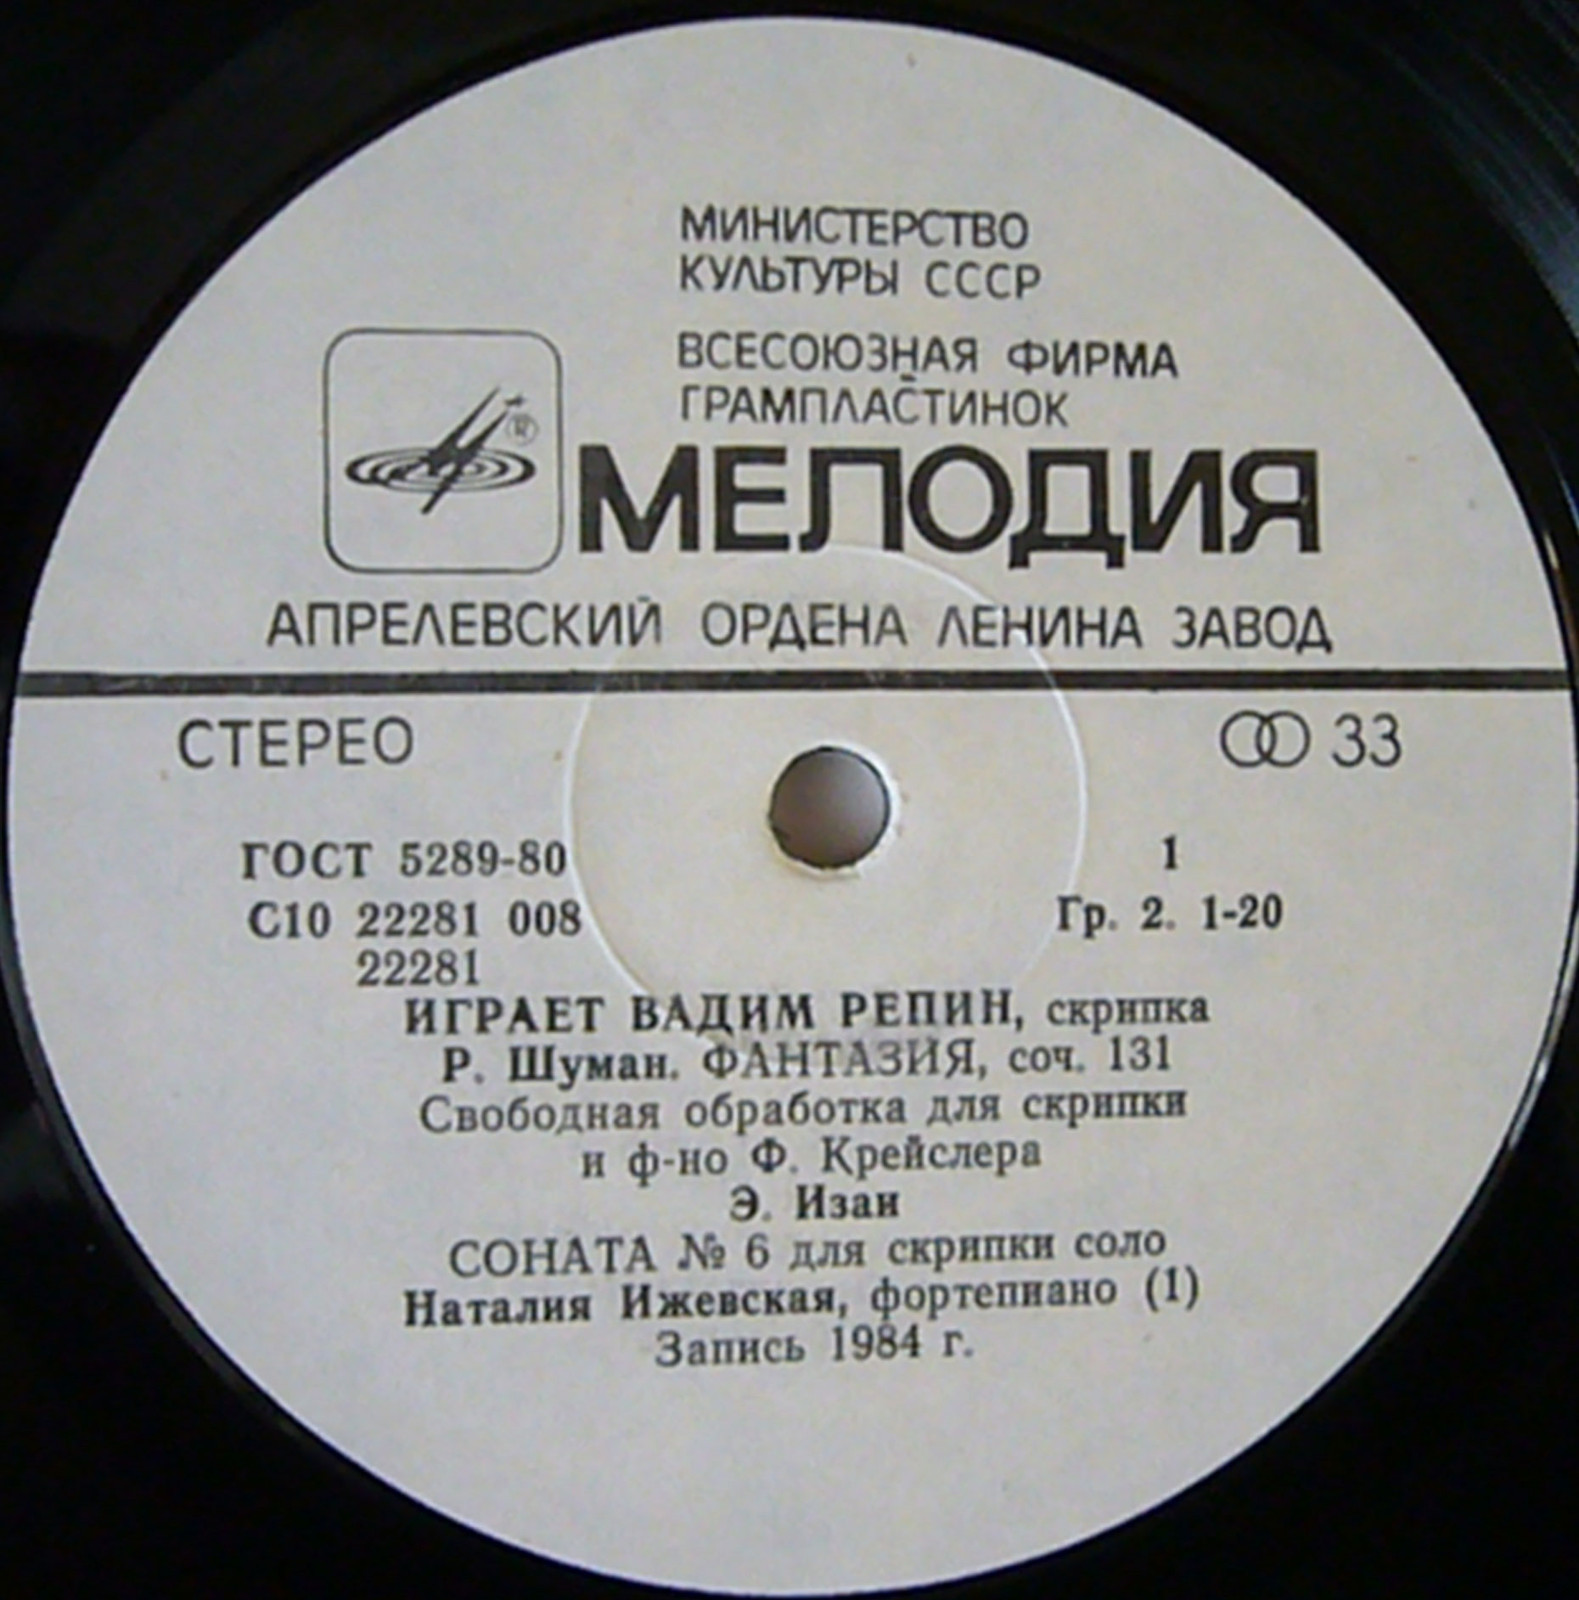 МИНИСТЕРСТВО
КУЛЬТУРЫ СССР
ВСЕСОЮЗНАЯ ФИРМА
ГРАМПЛАСТИНОК
МЕЛОДИЯ
АПРЕЛЕВСКИЙ ОРДЕНА ЛЕНИНА ЗАВОД
СТЕРЕО 33
ГОСТ 5289-80 1
С10 22281 008 Гр. 2. 1-20
22281
ИГРАЕТ ВАДИМ РЕПИН, скрипка
Р. Шуман. ФАНТАЗИЯ, соч. 131
Свободная обработка для скрипки
и ф-но Ф. Крейслера
Э. Изаи
СОНАТА № 6 для скрипки соло
Наталия Ижевская, фортепиано (1)
Запись 1984 г.